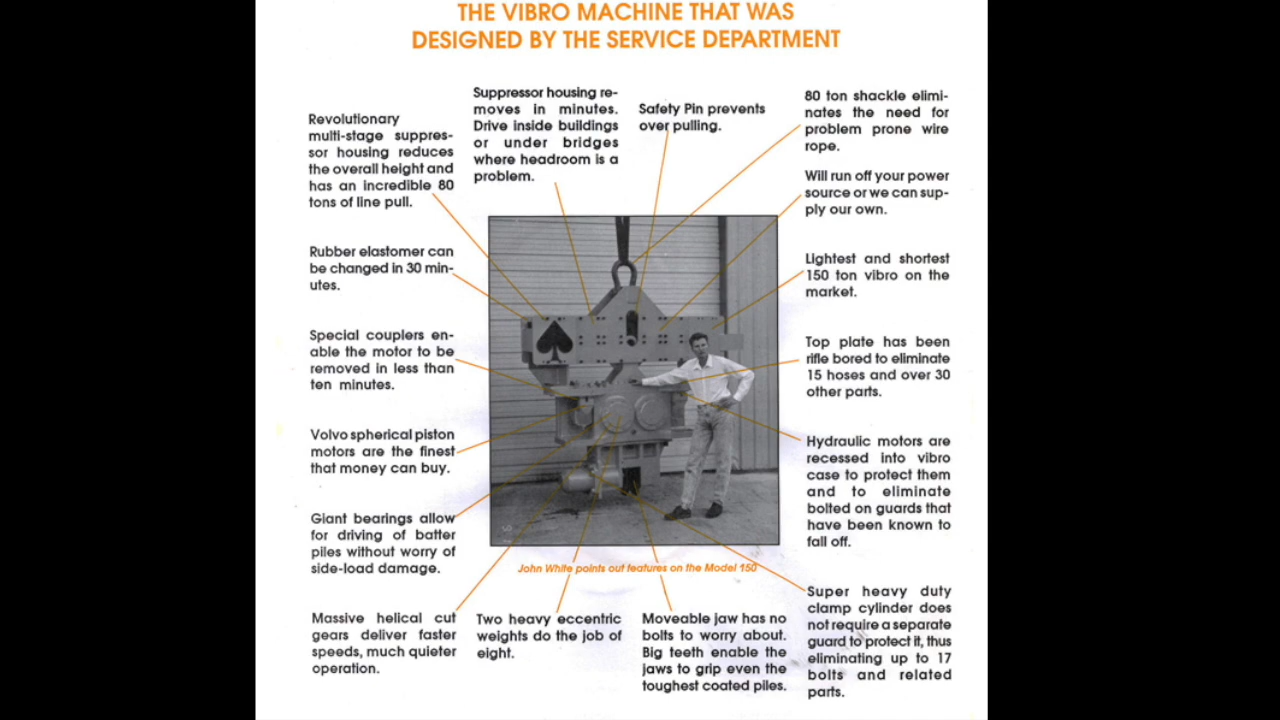 THE VIBRO MACHINE THAT WAS
DESIGNED BY THE SERVICE DEPARTMENT
Revolutionary
multi-stage suppres-
sor housing reduces
the overall height and
has an incredible 80
tons of line pull.
Suppressor housing re-
moves in minutes.
Drive inside buildings
or under bridges
where headroom is a
problem.
Safety Pin prevents
over pulling.
80 ton shackle elimi-
nates the need for
problem prone wire
rope.
Will run off your power
source or we can sup-
ply our own.
Rubber elastomer can
be changed in 30 min-
utes.
Lightest and shortest
150 ton vibro on the
market.
Special couplers en-
able the motor to be
removed in less than
ten minutes.
Top plate has been
rifle bored to eliminate
15 hoses and over 30
other parts.
Volvo spherical piston
motors are the finest
that money can buy.
Hydraulic motors are
recessed into vibro
case to protect them
and to eliminate
bolted on guards that
have been known to
fall off.
Giant bearings allow
for driving of batter
piles without worry of
side-load damage.
John White points out features on the Model 150
Massive helical cut
gears deliver faster
speeds, much quieter
operation.
Two heavy eccentric
weights do the job of
eight.
Moveable jaw has no
bolts to worry about.
Big teeth enable the
jaws to grip even the
toughest coated piles.
Super heavy duty
clamp cylinder does
not require a separate
guard to protect it, thus
eliminating up to 17
bolts and related
parts.